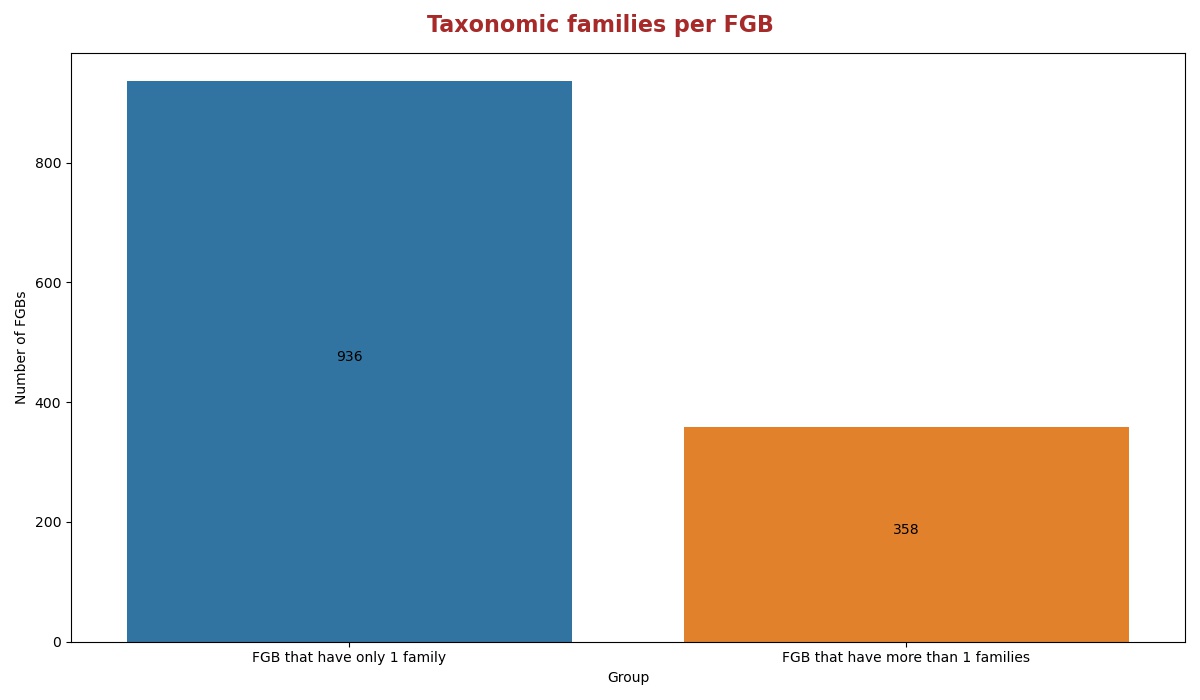 Taxonomic families per FGB
Number of FGBs
800
600
400
200
0
936
358
FGB that have only 1 family
FGB that have more than 1 families
Group